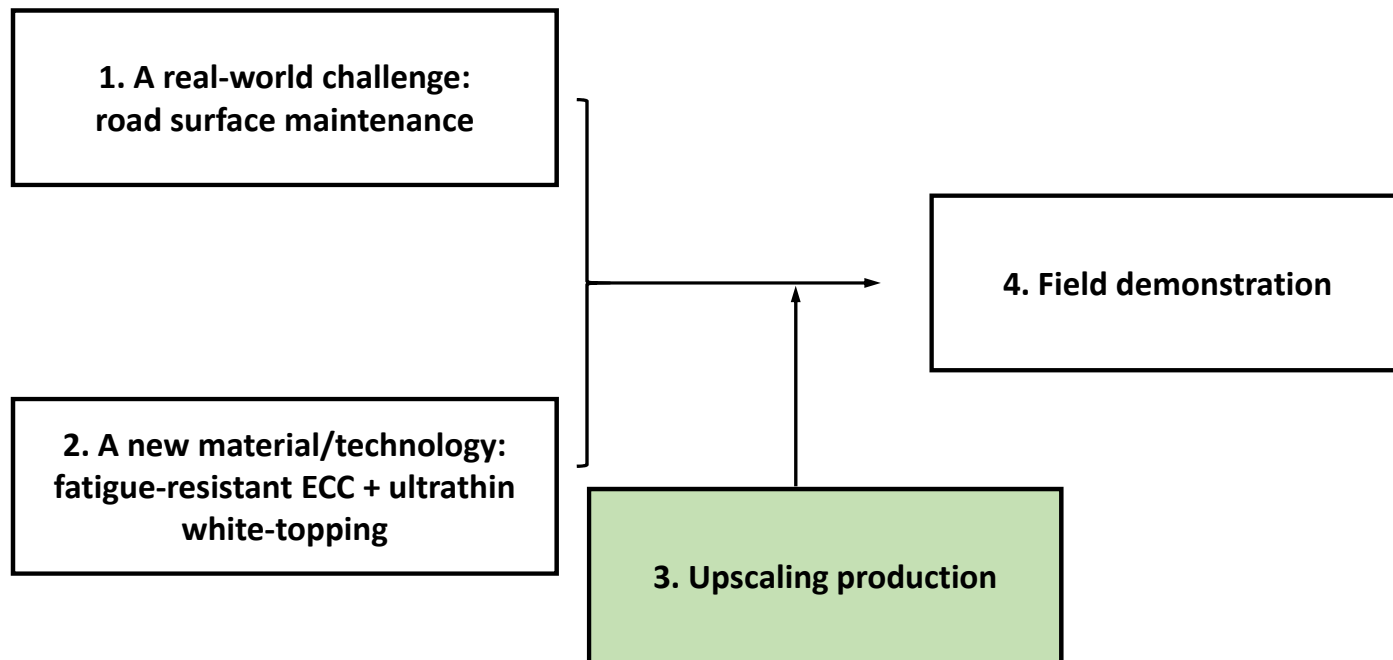 1. A real-world challenge:
road surface maintenance
2. A new material/technology:
fatigue-resistant ECC + ultrathin
white-topping
3. Upscaling production
4. Field demonstration